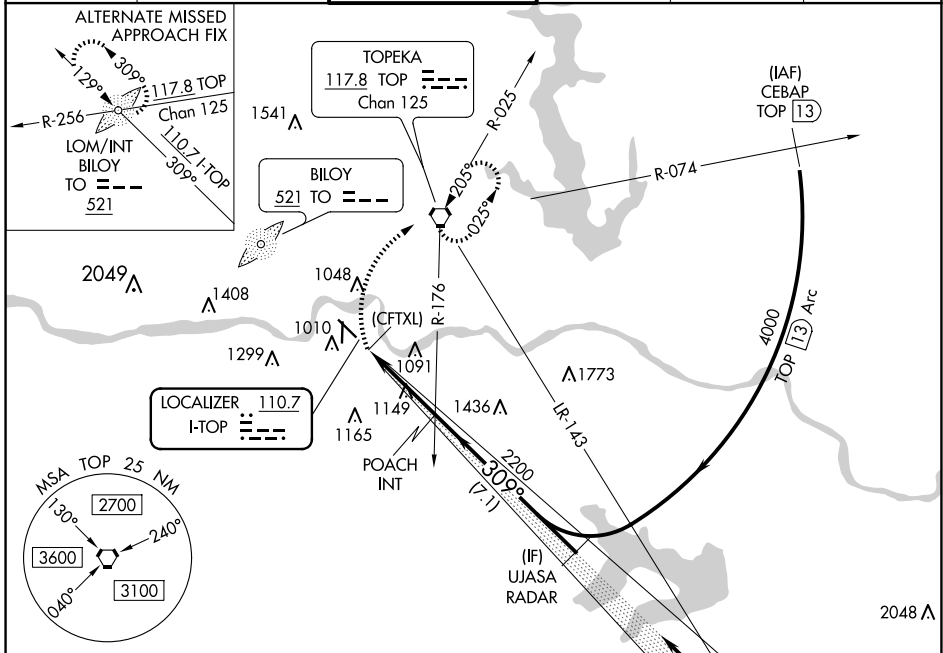 ALTERNATE MISSED
APPROACH FIX
309°
129°
117.8 TOP
Chan 125
R-256
110.7 I-TOP
309°
LOM/INT
BILOY
TO
521
TOPEKA
117.8 TOP
Chan 125
R-025
(IAF)
CEBAP
TOP 13
1541
R-074
BILOY
521 TO
205°
025°
2049
1408
1048
R-176
(CFTXL)
1010
4000
TOP 13 Arc
1299
1091
1773
LOCALIZER 110.7
I-TOP
1149
1436
LR-143
1165
POACH
INT
2200
309°
(7.1)
MSA TOP 25 NM
130°
2700
240°
3600
3100
040°
(IF)
UJASA
RADAR
2048